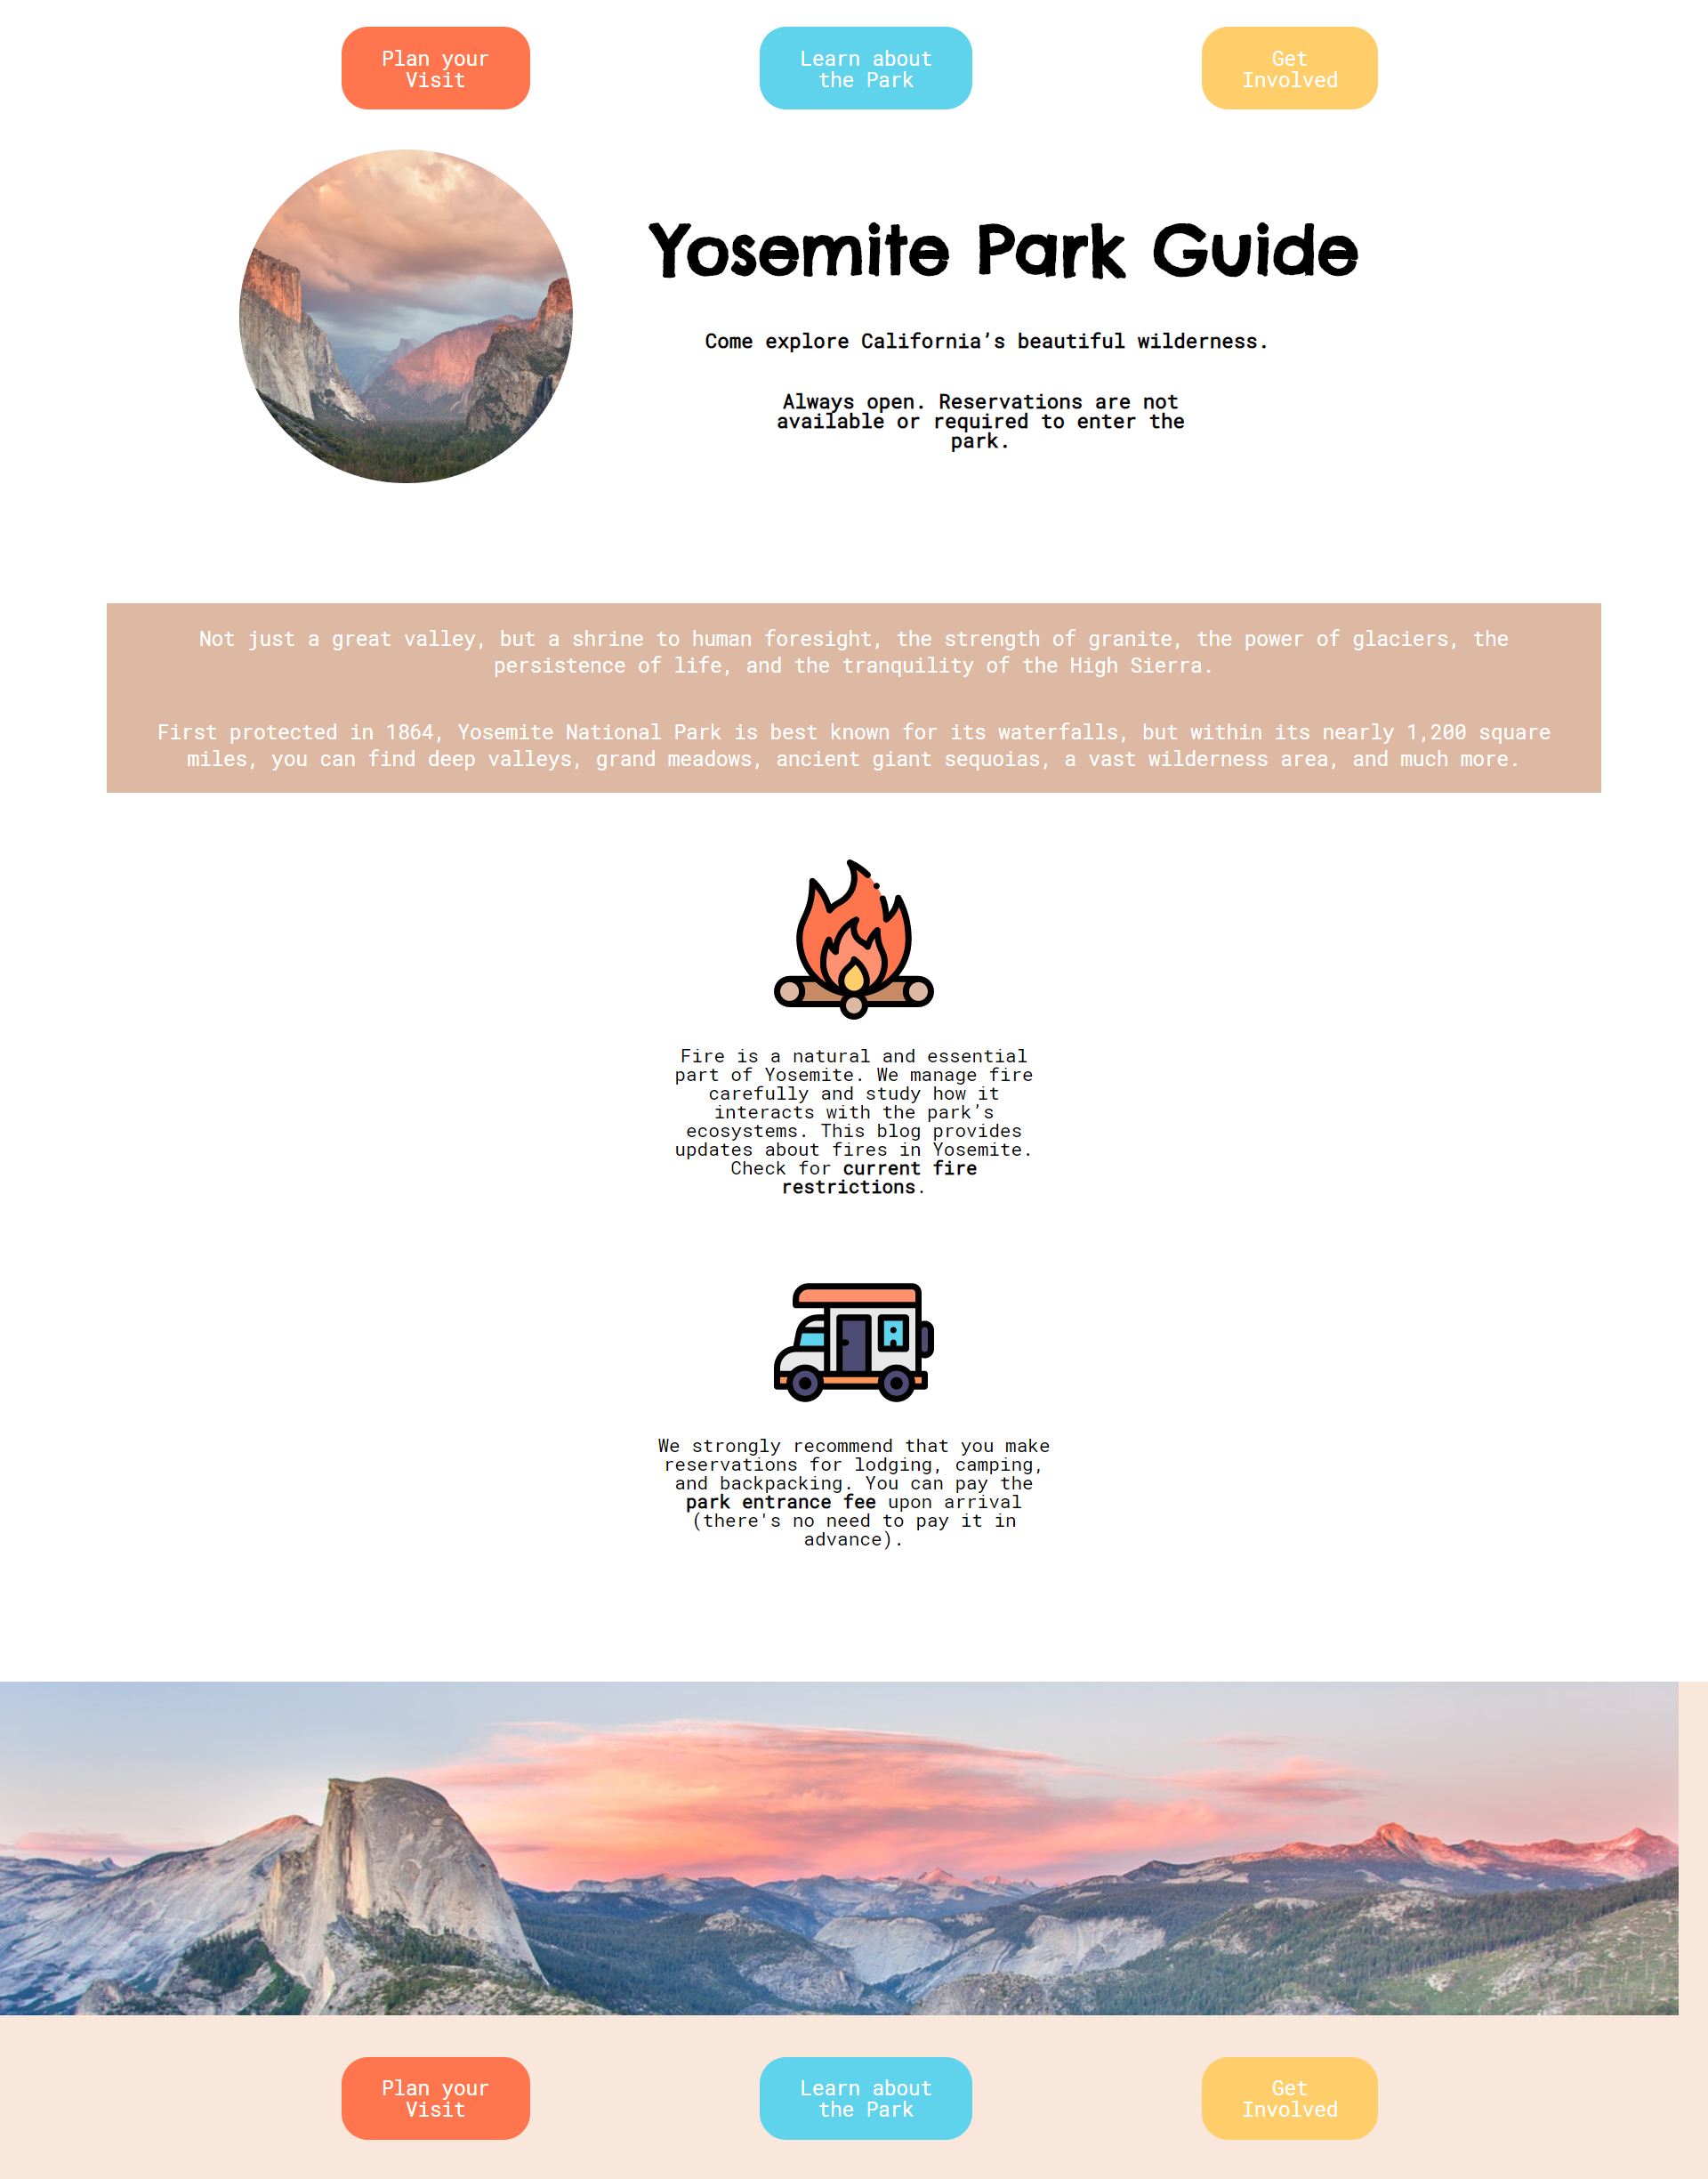 Plan your
Visit
Learn about
the Park
Get
Involved
Yosemite Park Guide
Come explore California’s beautiful wilderness.
Always open. Reservations are not
available or required to enter the
park.
Not just a great valley, but a shrine to human foresight, the strength of granite, the power of glaciers, the
persistence of life, and the tranquility of the High Sierra.
First protected in 1864, Yosemite National Park is best known for its waterfalls, but within its nearly 1,200 square
miles, you can find deep valleys, grand meadows, ancient giant sequoias, a vast wilderness area, and much more.
Fire is a natural and essential
part of Yosemite. We manage fire
carefully and study how it
interacts with the park’s
ecosystems. This blog provides
updates about fires in Yosemite.
Check for current fire
restrictions.
We strongly recommend that you make
reservations for lodging, camping,
and backpacking. You can pay the
park entrance fee upon arrival
(there's no need to pay it in
advance).
Plan your
Visit
Learn about
the Park
Get
Involved